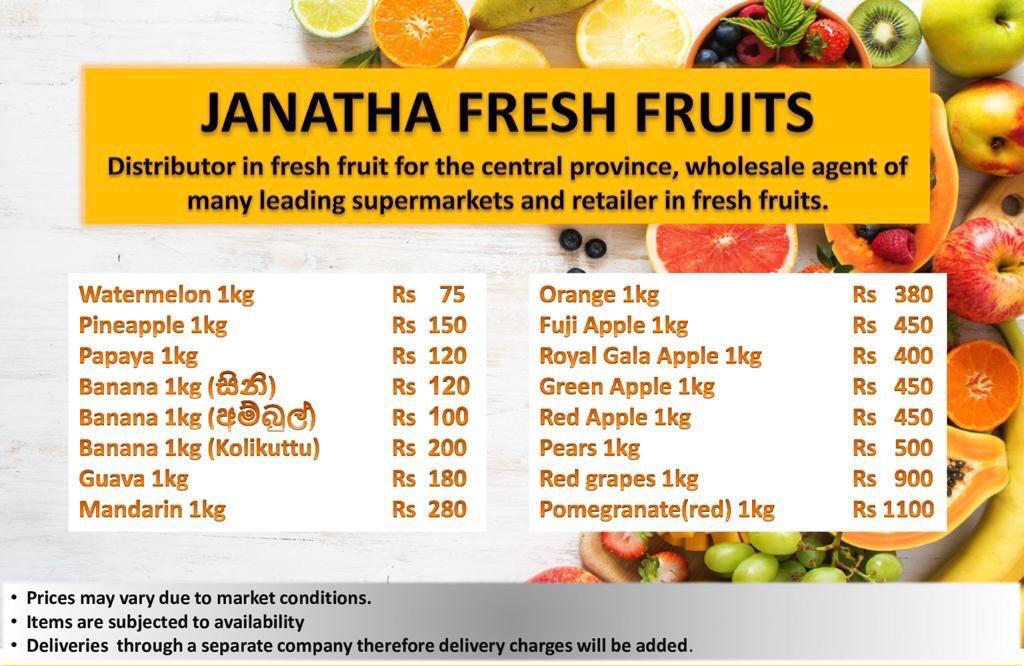 JANATHA FRESH FRUITS
Distributor in fresh fruit for the central province, wholesale agent of
many leading supermarkets and retailer in fresh fruits.
Watermelon 1kg Rs 75
Pineapple 1kg Rs 150
Papaya 1kg Rs 120
Banana 1kg (සීනි) Rs 120
Banana 1kg (අම්බුල්) Rs 100
Banana 1kg (Kolikuttu) Rs 200
Guava 1kg Rs 180
Mandarin 1kg Rs 280
Orange 1kg Rs 380
Fuji Apple 1kg Rs 450
Royal Gala Apple 1kg Rs 400
Green Apple 1kg Rs 450
Red Apple 1kg Rs 450
Pears 1kg Rs 500
Red grapes 1kg Rs 900
Pomegranate(red) 1kg Rs 1100
• Prices may vary due to market conditions.
• Items are subjected to availability
• Deliveries through a separate company therefore delivery charges will be added.